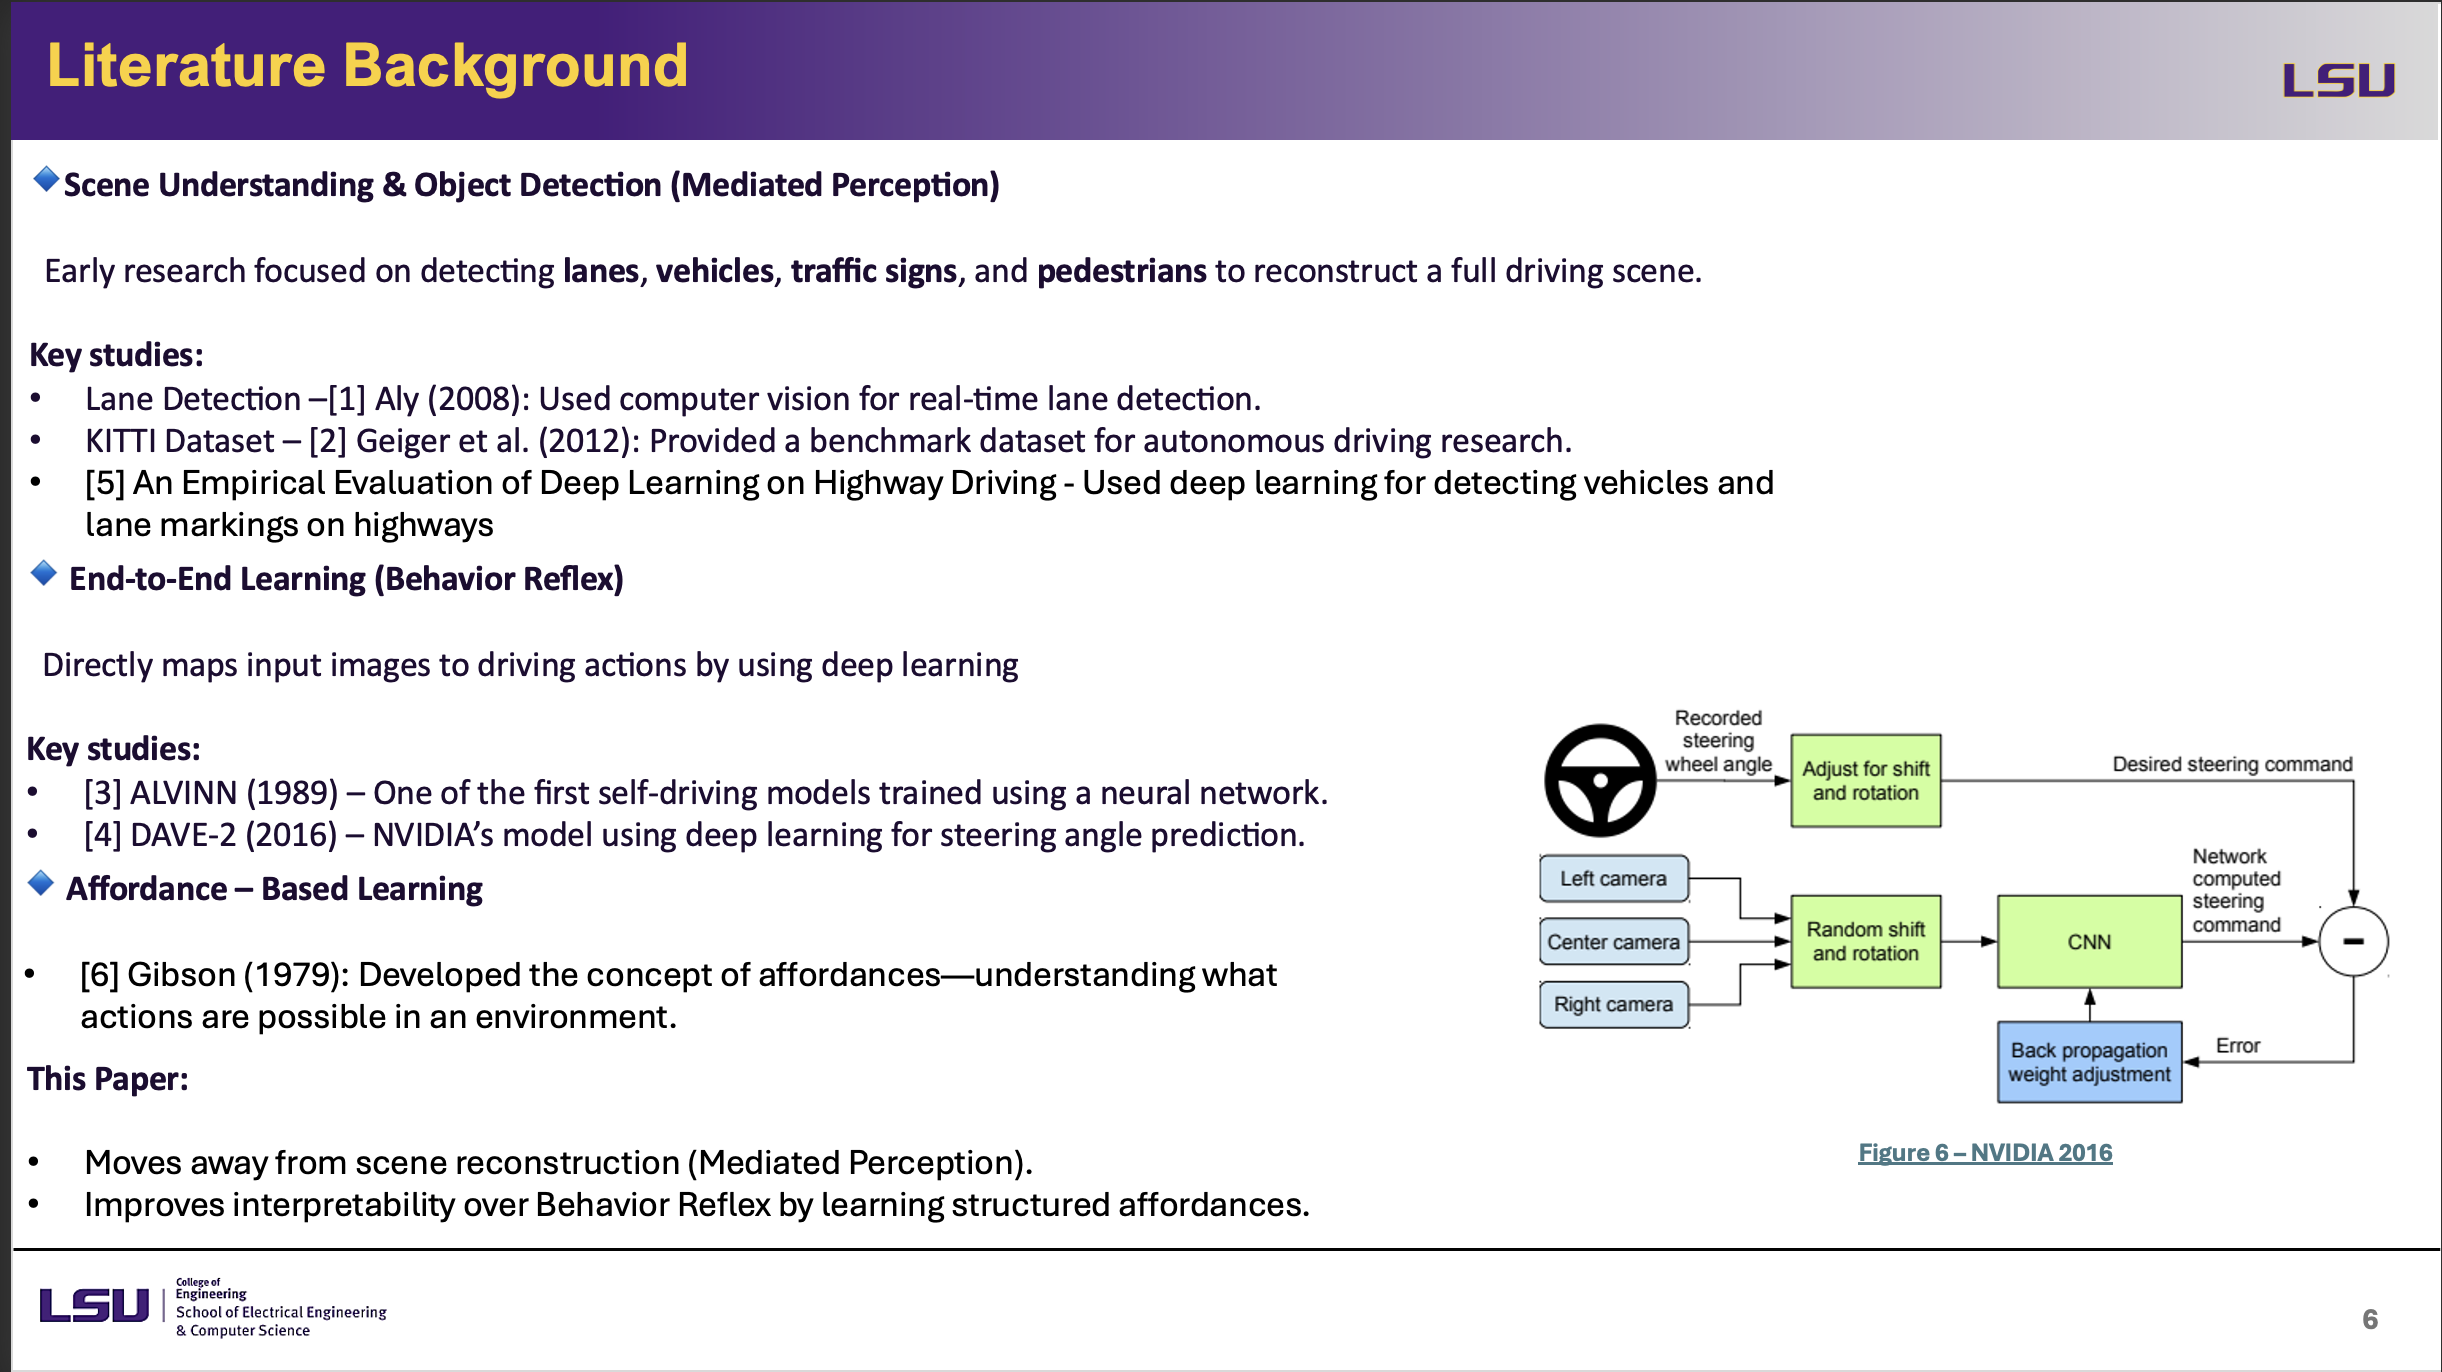 Literature Background
LSU
Scene Understanding & Object Detection (Mediated Perception)
Early research focused on detecting lanes, vehicles, traffic signs, and pedestrians to reconstruct a full driving scene.
Key studies:
• Lane Detection –[1] Aly (2008): Used computer vision for real-time lane detection.
• KITTI Dataset – [2] Geiger et al. (2012): Provided a benchmark dataset for autonomous driving research.
• [5] An Empirical Evaluation of Deep Learning on Highway Driving - Used deep learning for detecting vehicles and
lane markings on highways
End-to-End Learning (Behavior Reflex)
Directly maps input images to driving actions by using deep learning
Key studies:
• [3] ALVINN (1989) – One of the first self-driving models trained using a neural network.
• [4] DAVE-2 (2016) – NVIDIA’s model using deep learning for steering angle prediction.
Affordance – Based Learning
• [6] Gibson (1979): Developed the concept of affordances—understanding what
actions are possible in an environment.
This Paper:
• Moves away from scene reconstruction (Mediated Perception).
• Improves interpretability over Behavior Reflex by learning structured affordances.
Recorded
steering
wheel angle
Adjust for shift
and rotation
Desired steering command
Left camera
Center camera
Right camera
Random shift
and rotation
CNN
Network
computed
steering
command
-
Back propagation
weight adjustment
Error
Figure 6 – NVIDIA 2016
LSU
College of
Engineering
School of Electrical Engineering
& Computer Science
6